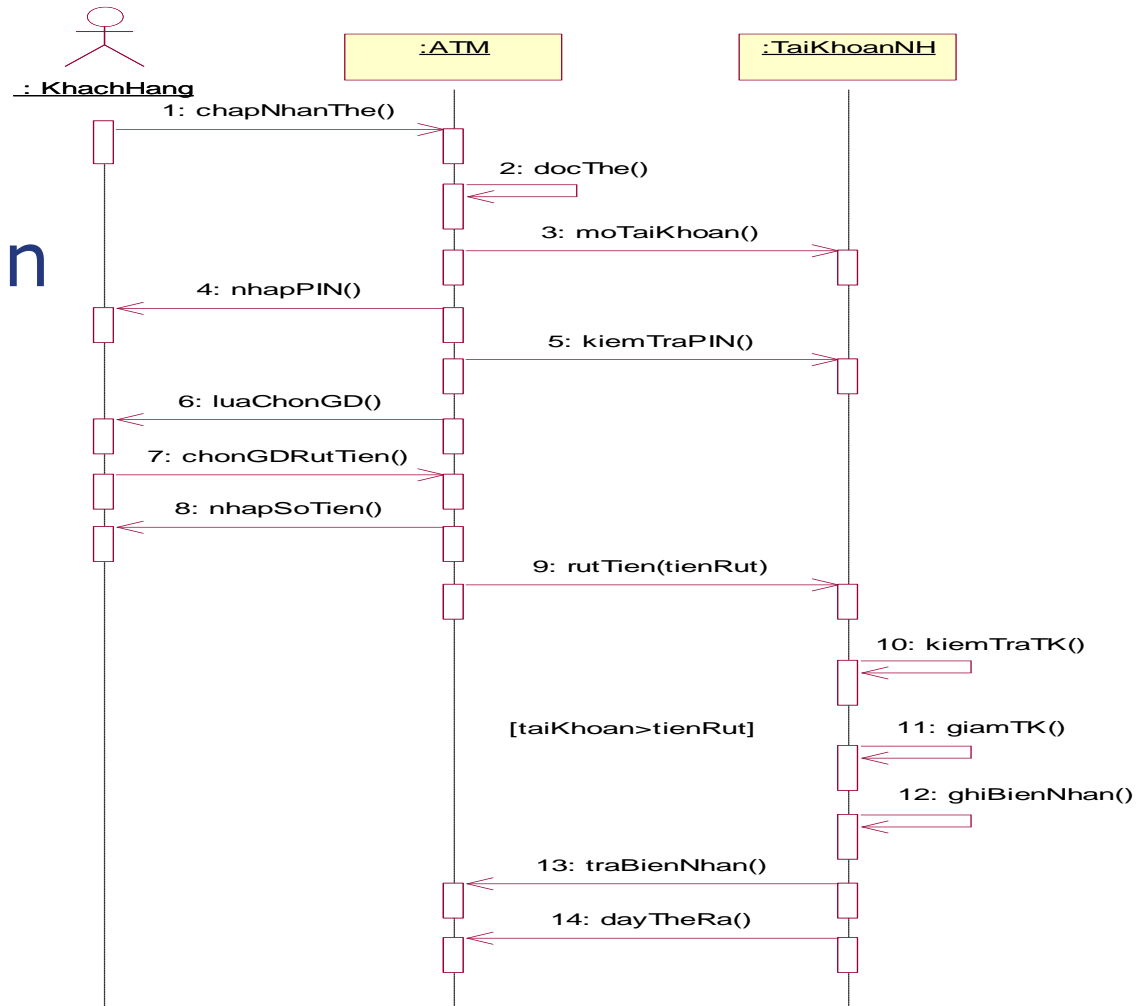 : KhachHang
:ATM
:TaiKhoanNH
1: chapNhanThe()
2: docThe()
n
3: moTaiKhoan()
4: nhapPIN()
5: kiemTraPIN()
6: luaChonGD()
7: chonGDRutTien()
8: nhapSoTien()
9: rutTien(tienRut)
10: kiemTraTK()
[taiKhoan>tienRut]
11: giamTK()
12: ghiBienNhan()
13: traBienNhan()
14: dayTheRa()